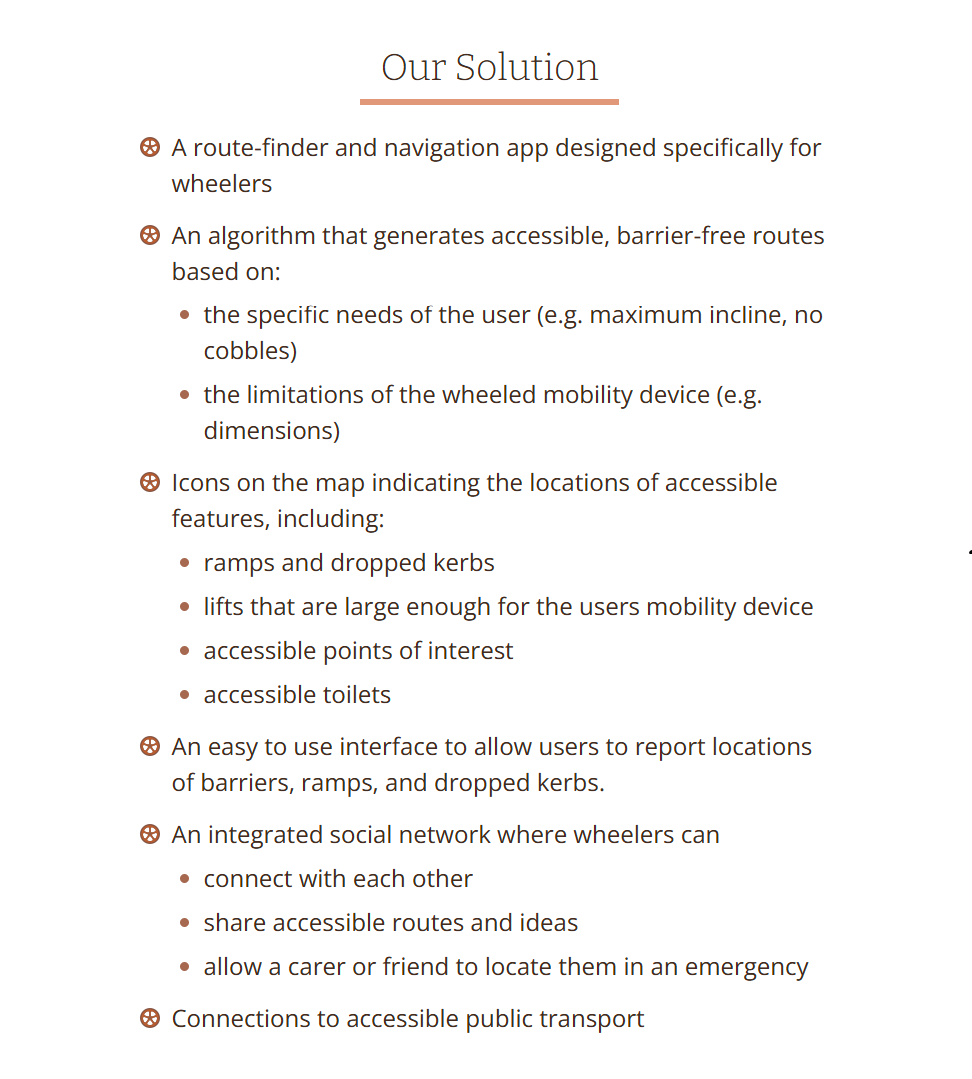 Our Solution
A route-finder and navigation app designed specifically for
wheelers
An algorithm that generates accessible, barrier-free routes
based on:
the specific needs of the user (e.g. maximum incline, no
cobbles)
the limitations of the wheeled mobility device (e.g.
dimensions)
Icons on the map indicating the locations of accessible
features, including:
ramps and dropped kerbs
lifts that are large enough for the users mobility device
accessible points of interest
accessible toilets
An easy to use interface to allow users to report locations
of barriers, ramps, and dropped kerbs.
An integrated social network where wheelers can
connect with each other
share accessible routes and ideas
allow a carer or friend to locate them in an emergency
Connections to accessible public transport